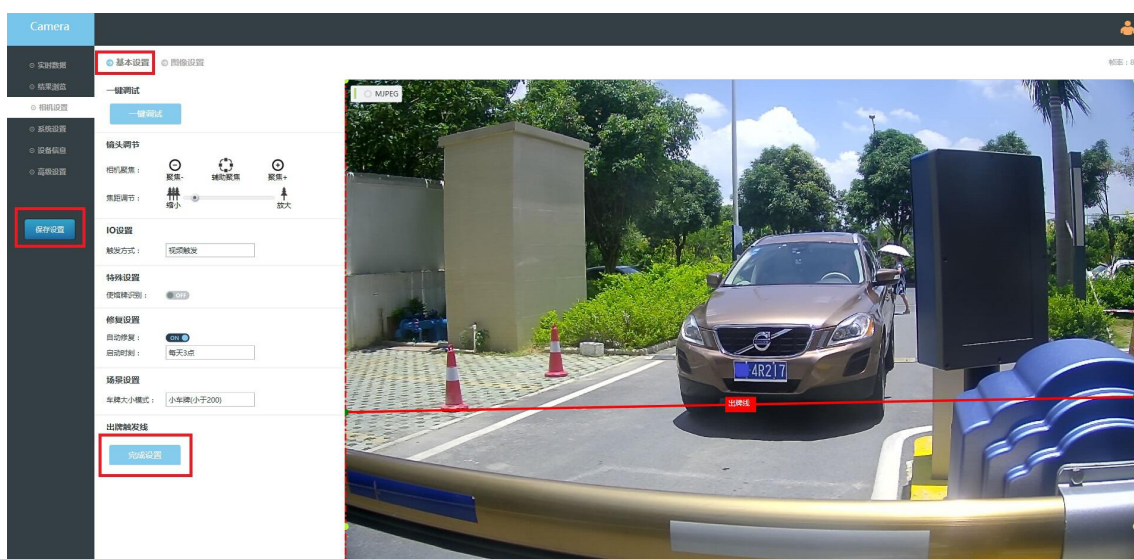 Camera
基本设置 图像设置
实时数据
结果浏览
相机设置
系统设置
设备信息
高级设置
保存设置
一键调试
一键调试
镜头调节
相机聚焦：
聚焦- 辅助聚焦 聚焦+
焦距调节：
缩小 放大
IO设置
触发方式： 视频触发
特殊设置
OFF
修复设置
自动修复： ON
启动时刻： 每天3点
场景设置
车牌大小模式： 小车牌(小于200)
出牌触发线
完成设置
MJPEG
4R217
出牌线